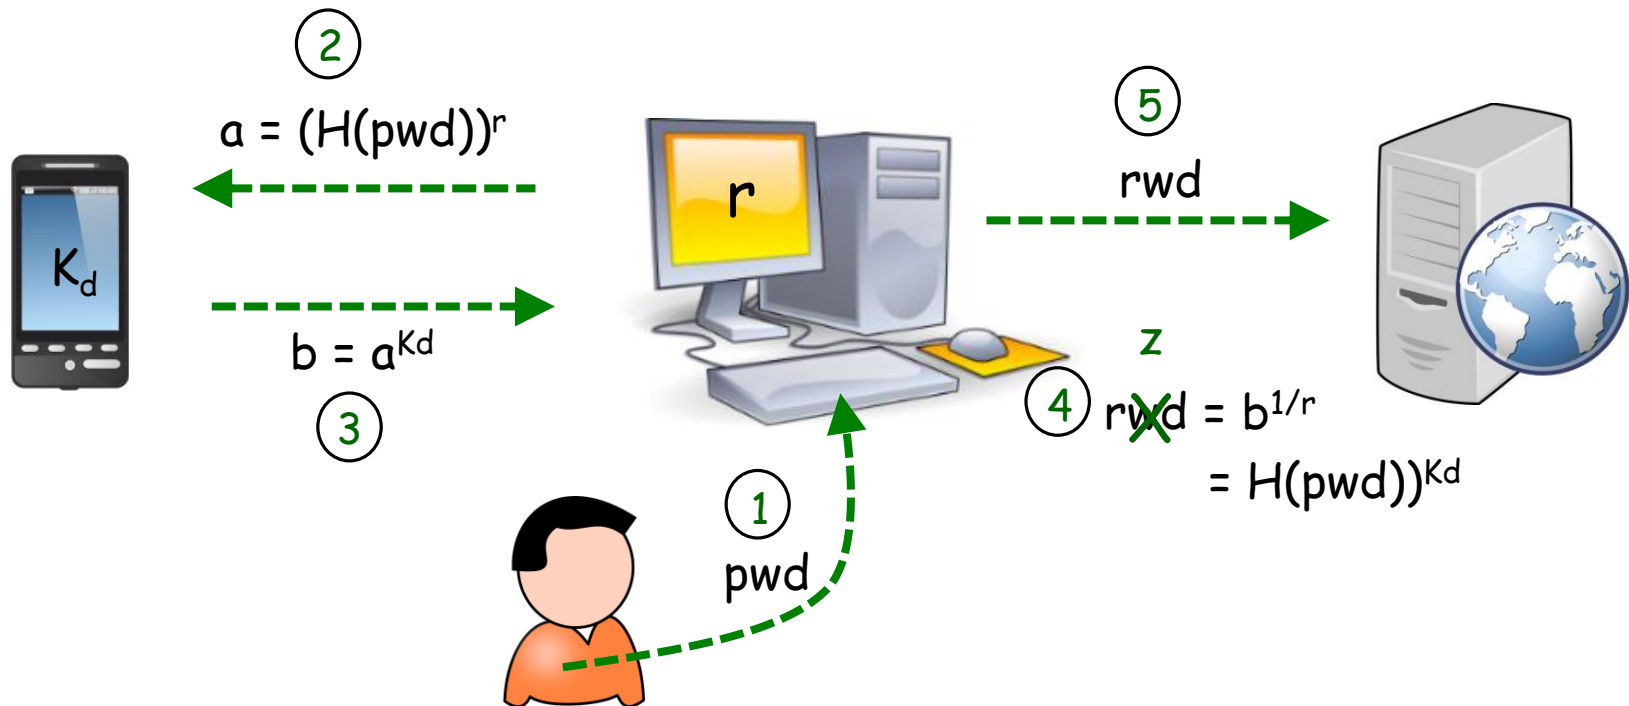 2
a = (H(pwd))^r
K_d
b = a^Kd
3
r
1
pwd
5
rwd
z
4 rwd = b^1/r
= H(pwd))^Kd